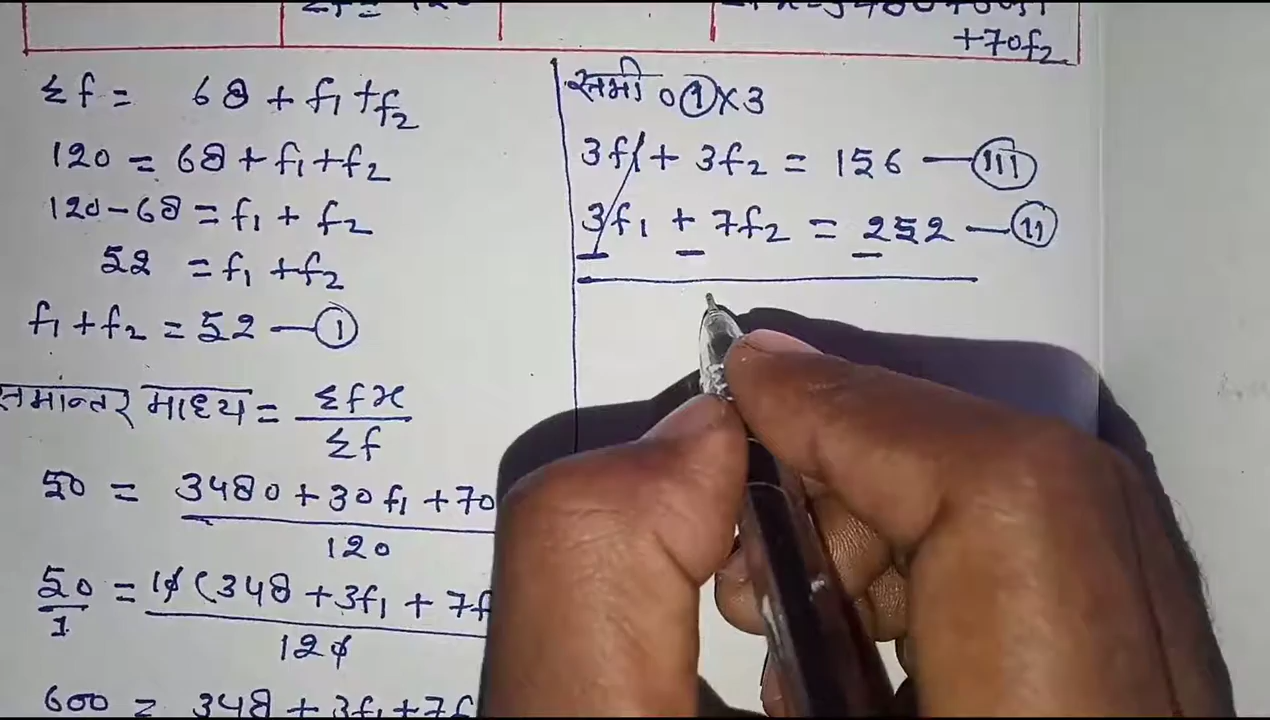 +70f₂
Σf = 68 + f₁ + f₂
120 = 68 + f₁ + f₂
120 - 68 = f₁ + f₂
52 = f₁ + f₂
f₁ + f₂ = 52 — ①
समान्तर माध्य = Σfx / Σf
50 = 3480 + 30f₁ + 70 / 120
50/1 = 10 (348 + 3f₁ + 7f / 120
600 = 348 + 3f₁ + 7f
समी० ① × 3
3f1 + 3f₂ = 156 — III
3f₁ + 7f₂ = 252 — 11
— — —